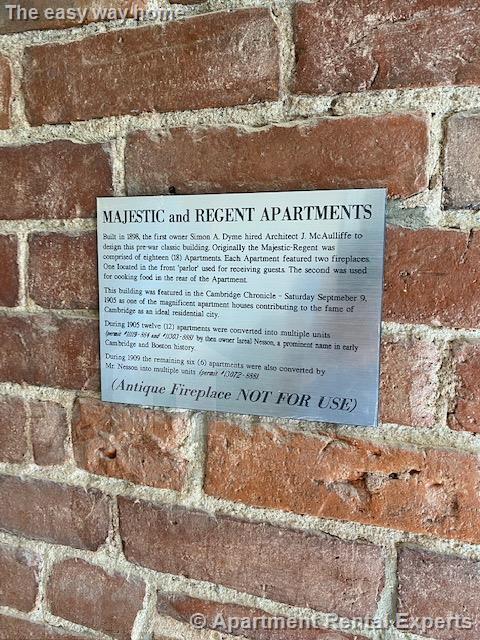 The easy way home
MAJESTIC and REGENT APARTMENTS
Built in 1898, the first owner Simon A. Dyme hired Architect J. McAulliffe to
design this pre-war classic building. Originally the Majestic-Regent was
comprised of eighteen (18) Apartments. Each Apartment featured two fireplaces.
One located in the front 'parlor' used for receiving guests. The second was used
for cooking food in the rear of the Apartment.
This building was featured in the Cambridge Chronicle - Saturday Septmeber 9,
1905 as one of the magnificent apartment houses contributing to the fame of
Cambridge as an ideal residential city.
During 1905 twelve (12) apartments were converted into multiple units
(permit and by then owner Isreal Nesson, a prominent name in early
Cambridge and Boston history.
During 1909 the remaining six (6) apartments were also converted by
Mr. Nesson into multiple units (permit
(Antique Fireplace NOT FOR USE)
© Apartment Rental Experts